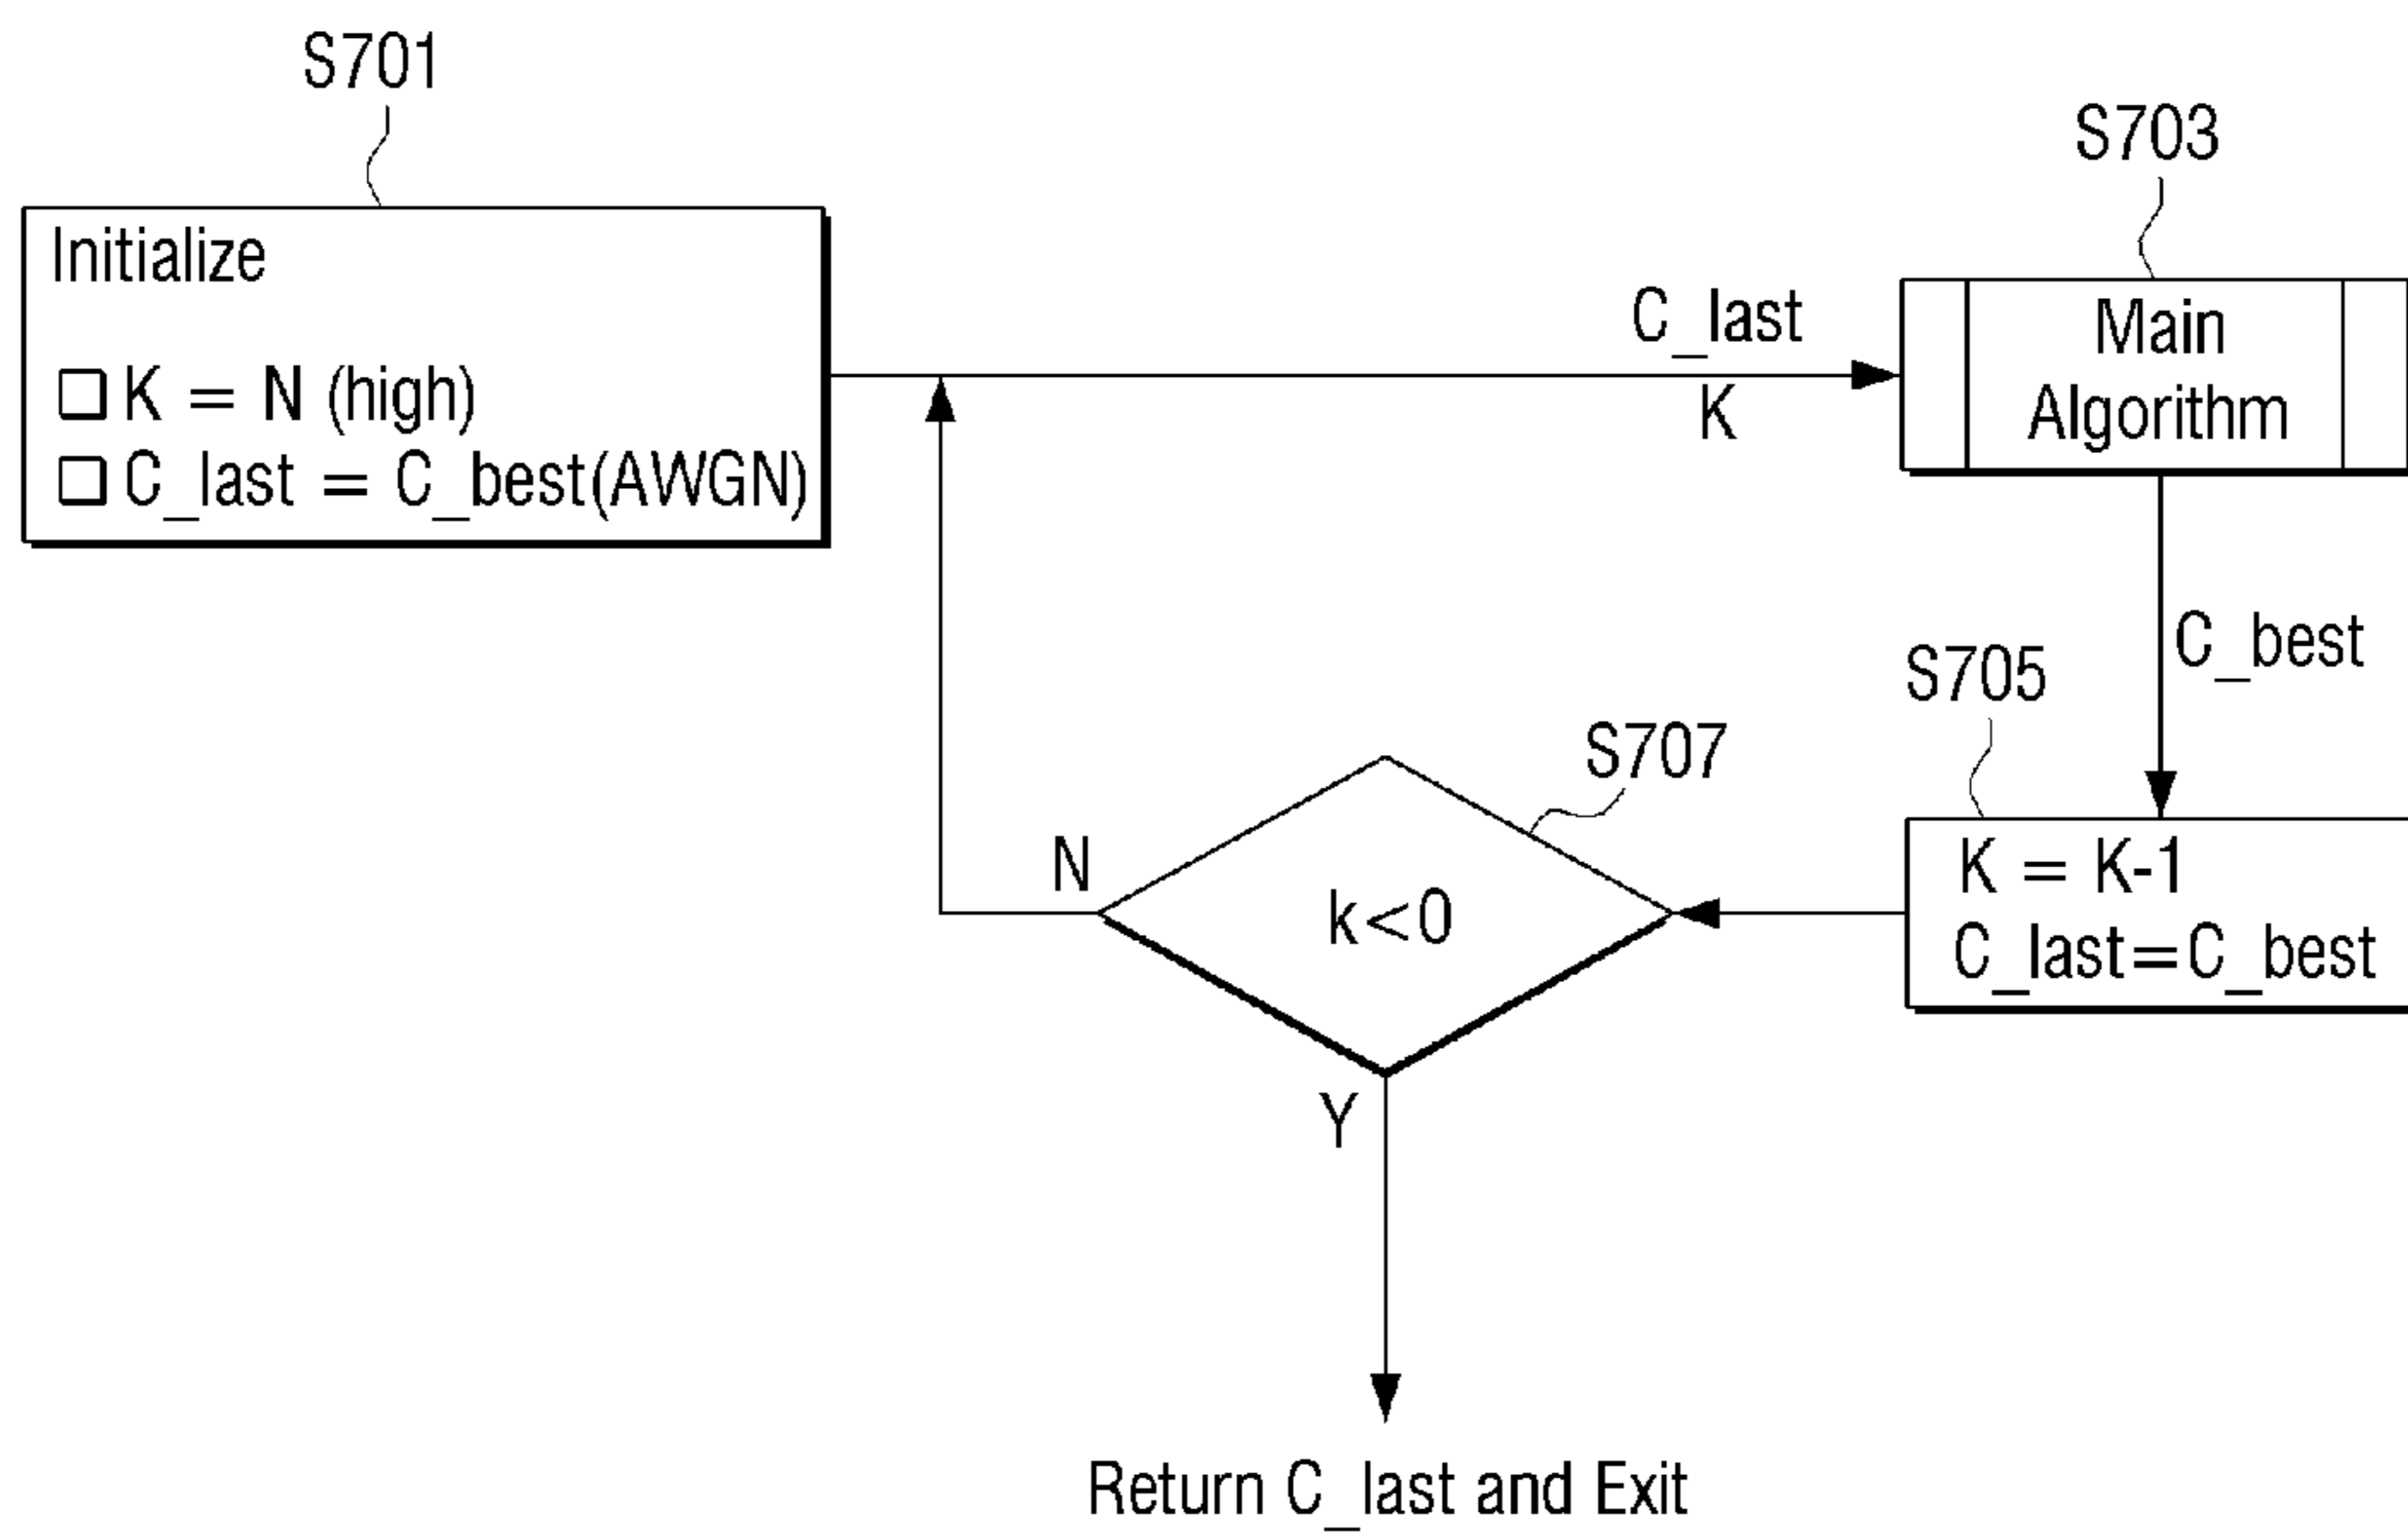 S701
Initialize
K = N (high)
C_last = C_best(AWGN)
C_last
K
S703
Main
Algorithm
C_best
S705
K = K-1
C_last=C_best
S707
k<0
N
Y
Return C_last and Exit